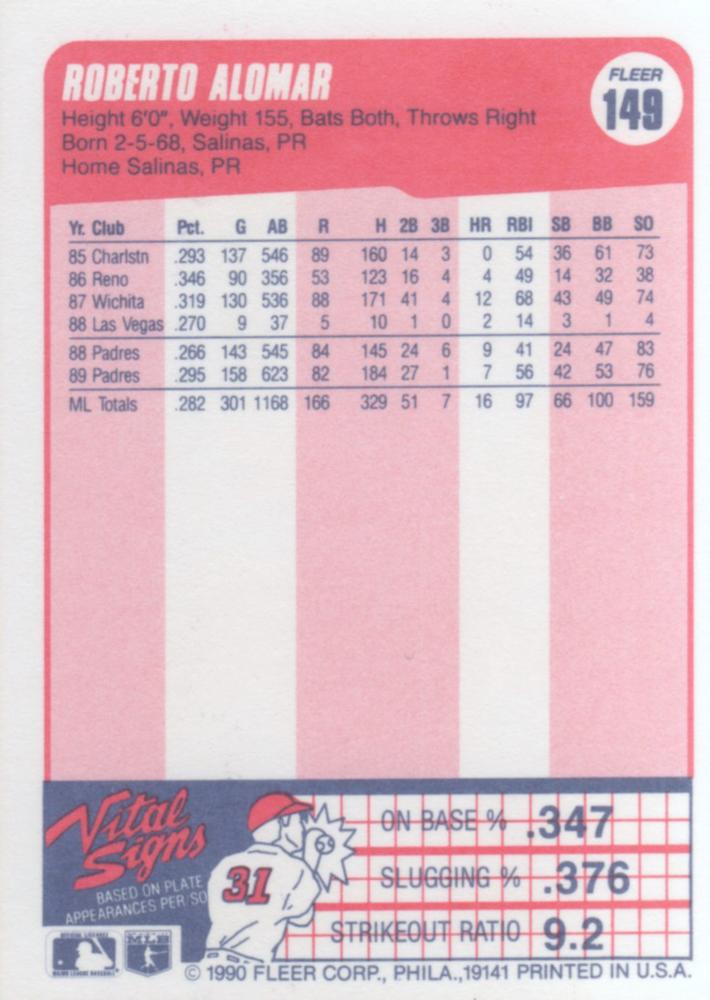 ROBERTO ALOMAR
FLEER
149
Height 6'0", Weight 155, Bats Both, Throws Right
Born 2-5-68, Salinas, PR
Home Salinas, PR
Yr. Club Pct. G AB R H 2B 3B HR RBI SB BB SO
85 Charlstn .293 137 546 89 160 14 3 0 54 36 61 73
86 Reno .346 90 356 53 123 16 4 4 49 14 32 38
87 Wichita .319 130 536 88 171 41 4 12 68 43 49 74
88 Las Vegas .270 9 37 5 10 1 0 2 14 3 1 4
88 Padres .266 143 545 84 145 24 6 9 41 24 47 83
89 Padres .295 158 623 82 184 27 1 7 56 42 53 76
ML Totals .282 301 1168 166 329 51 7 16 97 66 100 159
Vital
Signs
BASED ON PLATE
APPEARANCES PER/SO
31
ON BASE % .347
SLUGGING % .376
STRIKEOUT RATIO 9.2
MLB
© 1990 FLEER CORP., PHILA.,19141 PRINTED IN U.S.A.